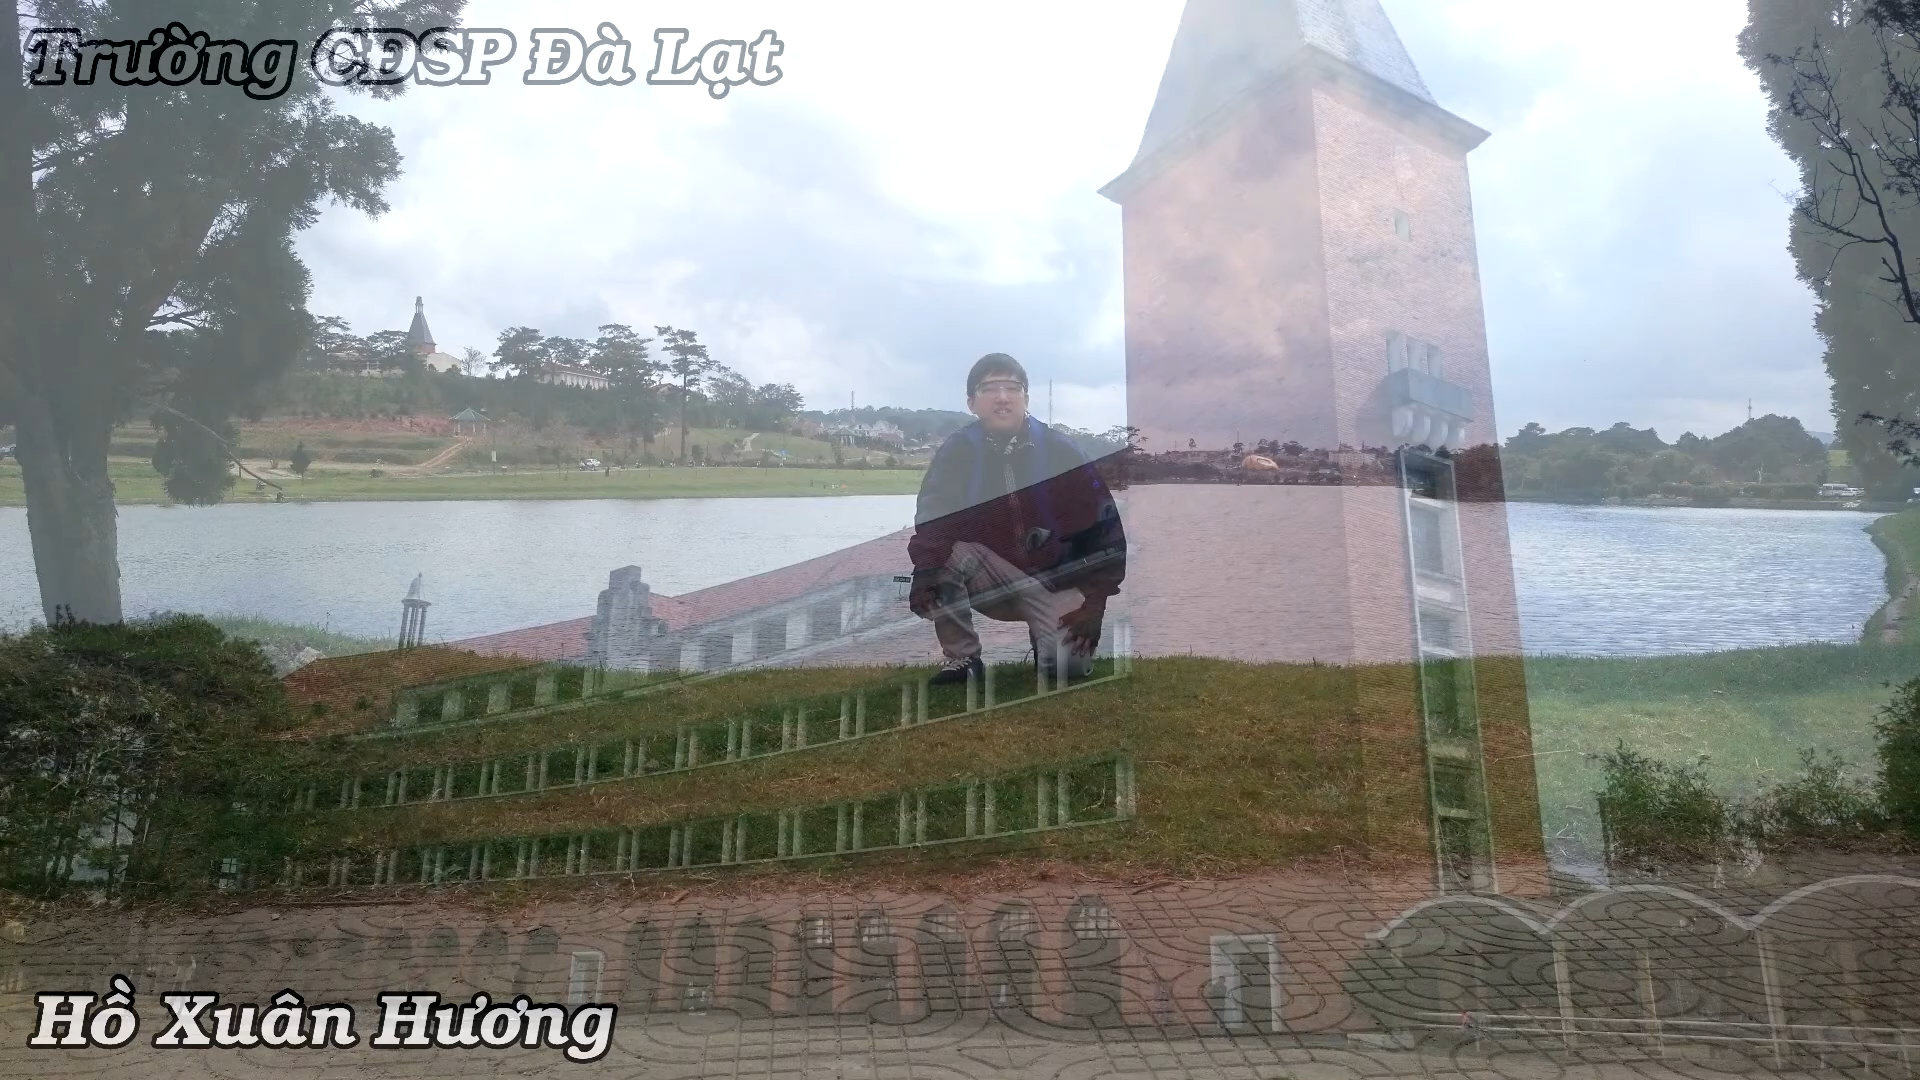 Trường CĐSP Đà Lạt
Hồ Xuân Hương